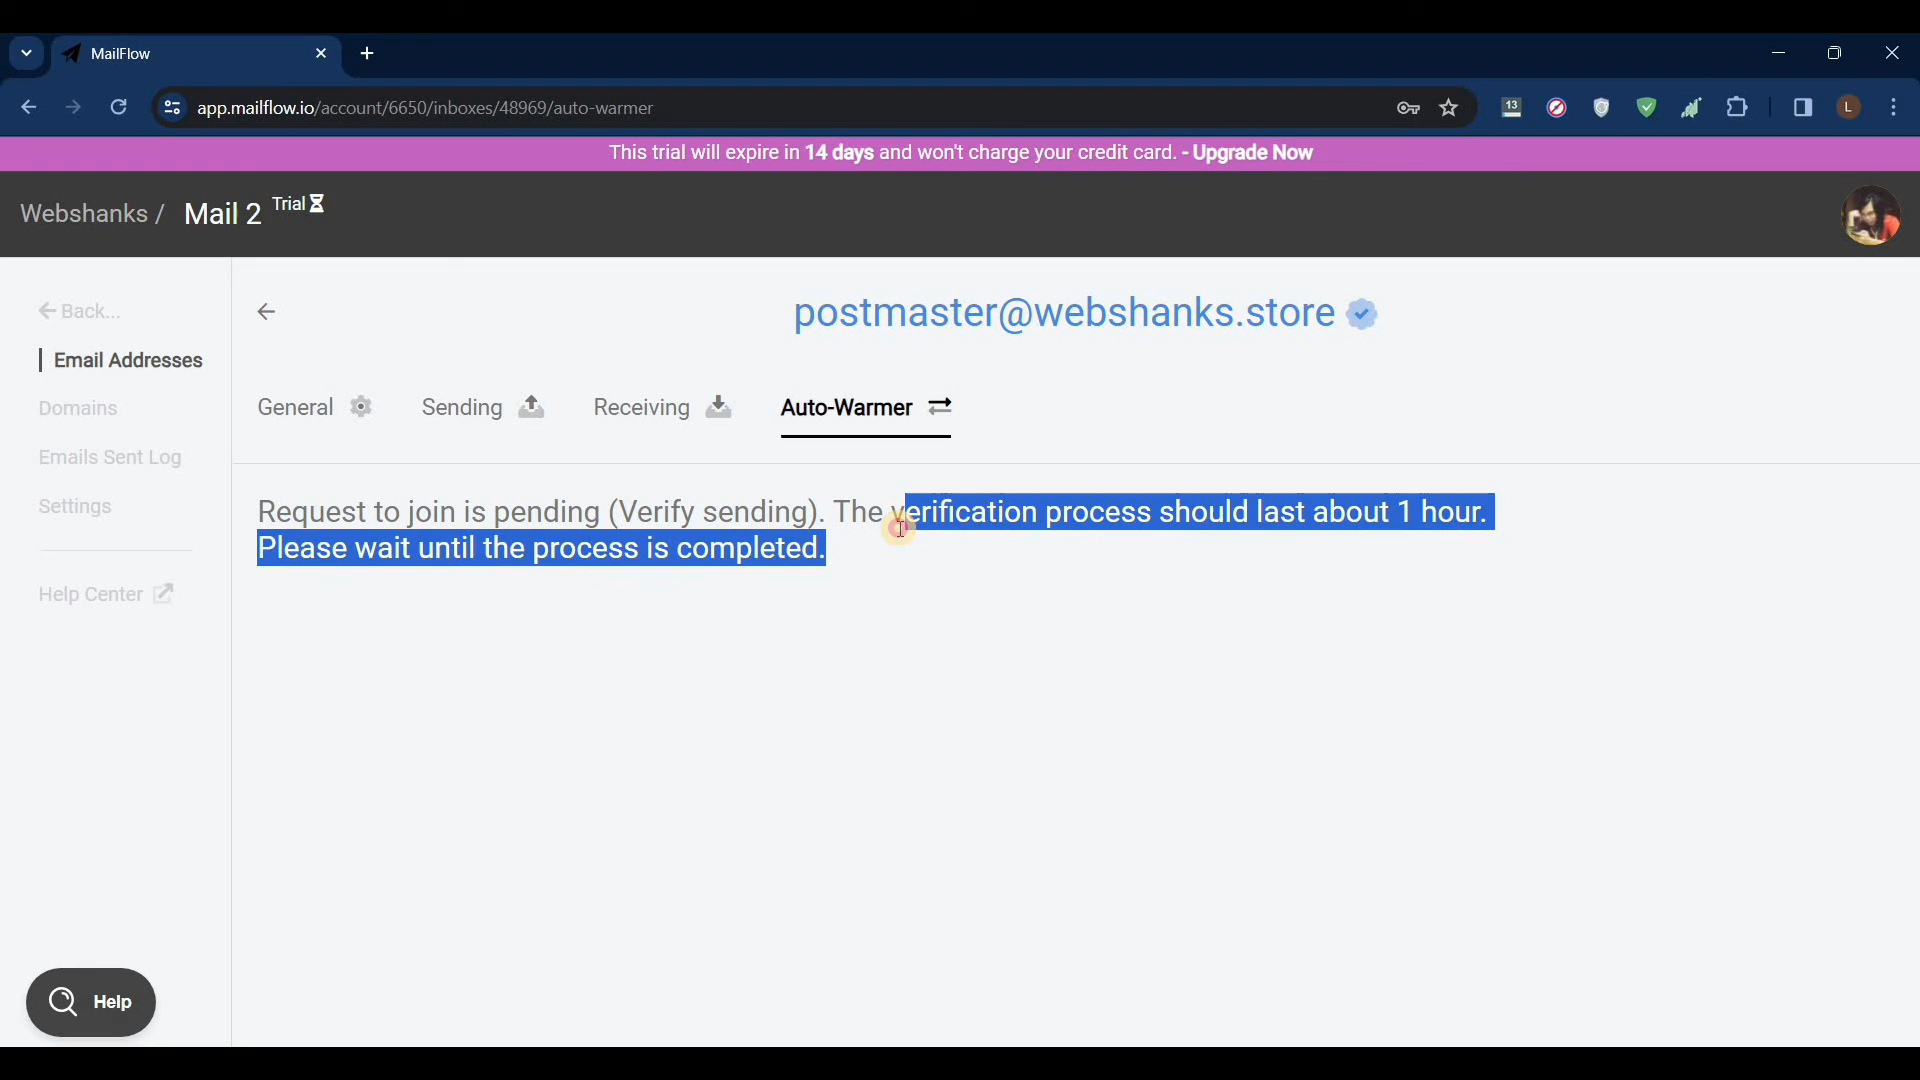 MailFlow
app.mailflow.io/account/6650/inboxes/48969/auto-warmer
13
L
This trial will expire in 14 days and won't charge your credit card. - Upgrade Now
Webshanks / Mail 2 Trial
Back...
postmaster@webshanks.store
Email Addresses
General
Sending
Receiving
Auto-Warmer
Domains
Emails Sent Log
Settings
Request to join is pending (Verify sending). The verification process should last about 1 hour.
Please wait until the process is completed.
Help Center
Help